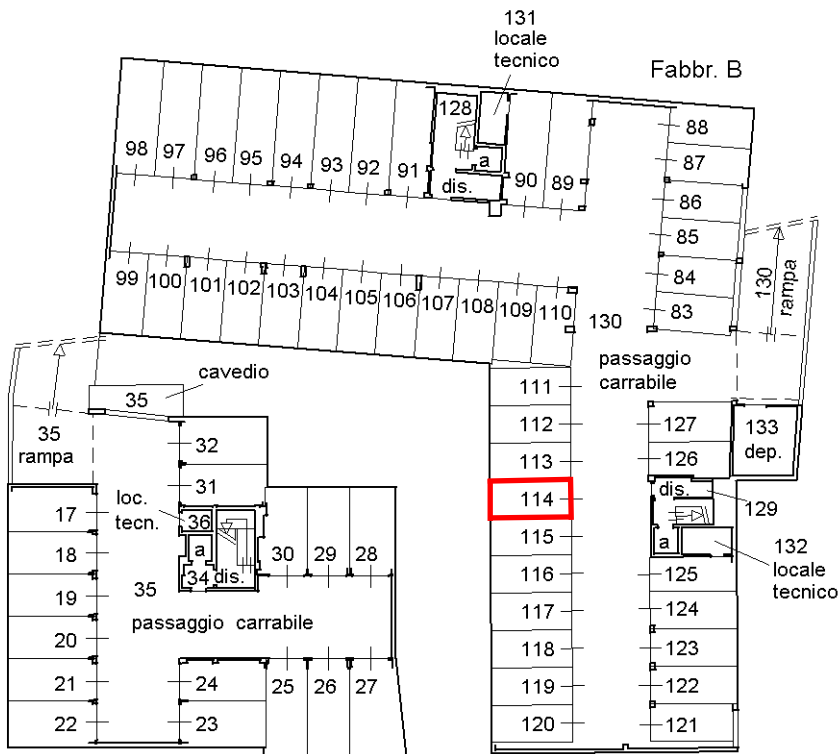 131
locale
tecnico
Fabbr. B
128
88
98 97 96 95 94 93 92 91
a
87
dis.
90 89
86
85
130
rampa
99 100 101 102 103 104 105 106 107 108 109 110
84
83
130
passaggio
carrabile
cavedio
35
111
35
rampa
32
112
127
133
dep.
31
113
126
loc.
tecn.
36
17
114
dis.
129
a
18
30 29 28
115
a
132
locale
tecnico
34 dis.
35
19
116
125
passaggio carrabile
20
117
124
118
123
21
24
25 26 27
119
122
22
23
120
121